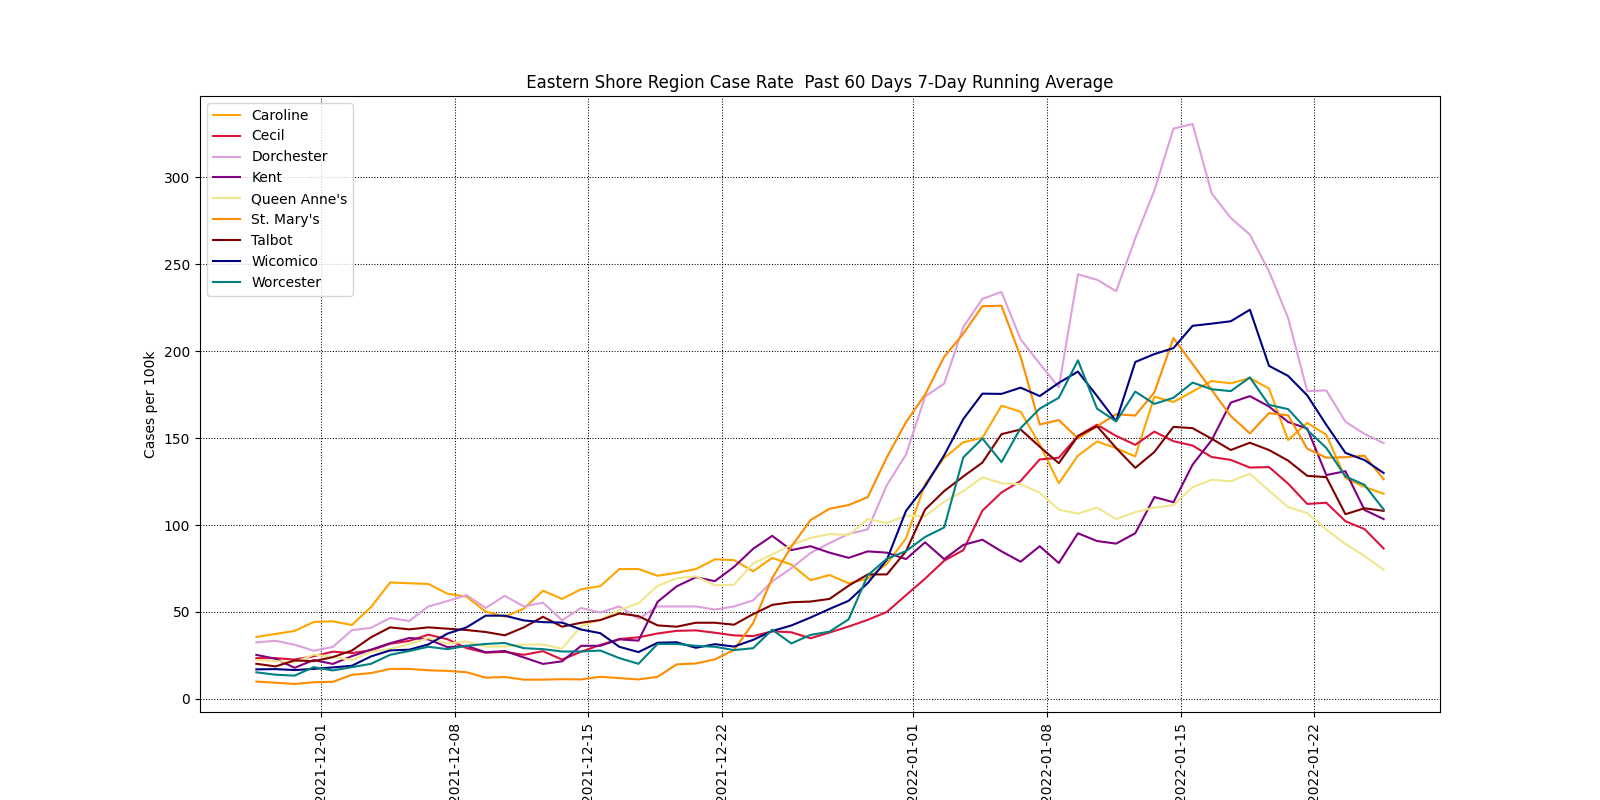 Eastern Shore Region Case Rate  Past 60 Days 7-Day Running Average
Caroline
Cecil
Dorchester
Kent
Queen Anne's
St. Mary's
Talbot
Wicomico
Worcester
Cases per 100k
300
250
200
150
100
50
0
2021-12-01
2021-12-08
2021-12-15
2021-12-22
2022-01-01
2022-01-08
2022-01-15
2022-01-22